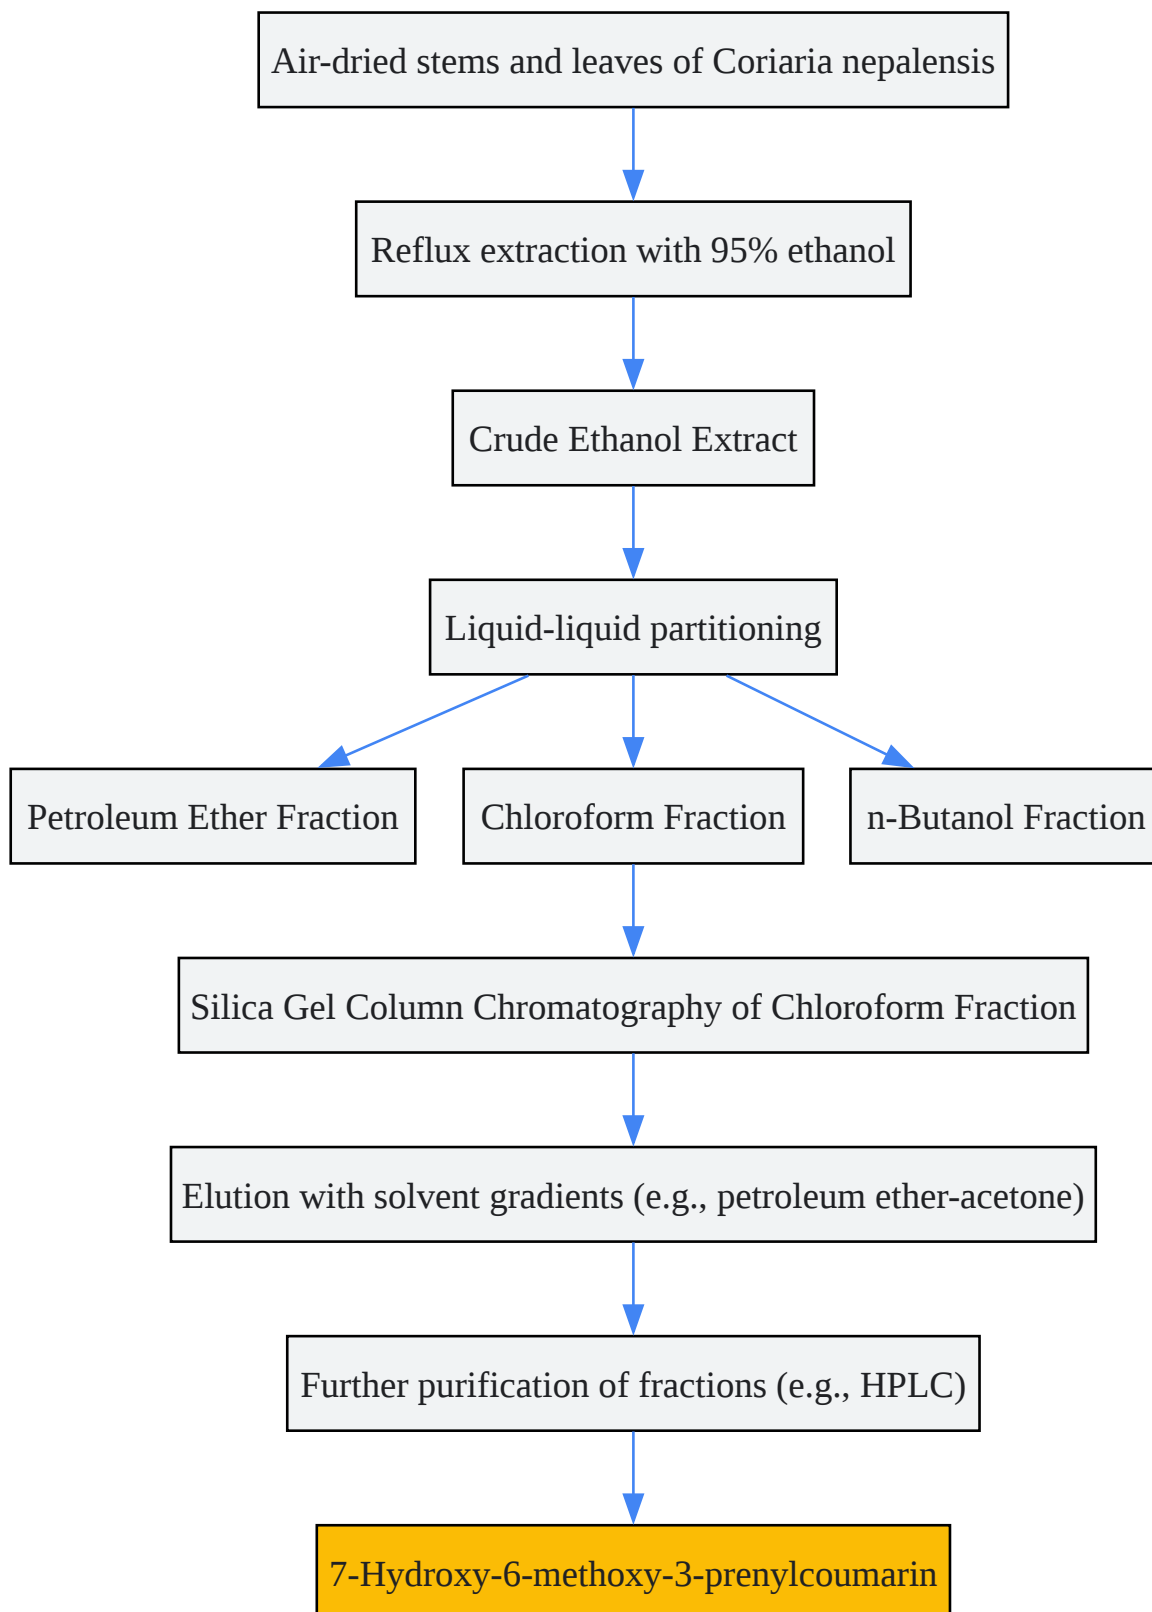 Air-dried stems and leaves of Coriaria nepalensis
Reflux extraction with 95% ethanol
Crude Ethanol Extract
Liquid-liquid partitioning
Petroleum Ether Fraction
Chloroform Fraction
n-Butanol Fraction
Silica Gel Column Chromatography of Chloroform Fraction
Elution with solvent gradients (e.g., petroleum ether-acetone)
Further purification of fractions (e.g., HPLC)
7-Hydroxy-6-methoxy-3-prenylcoumarin